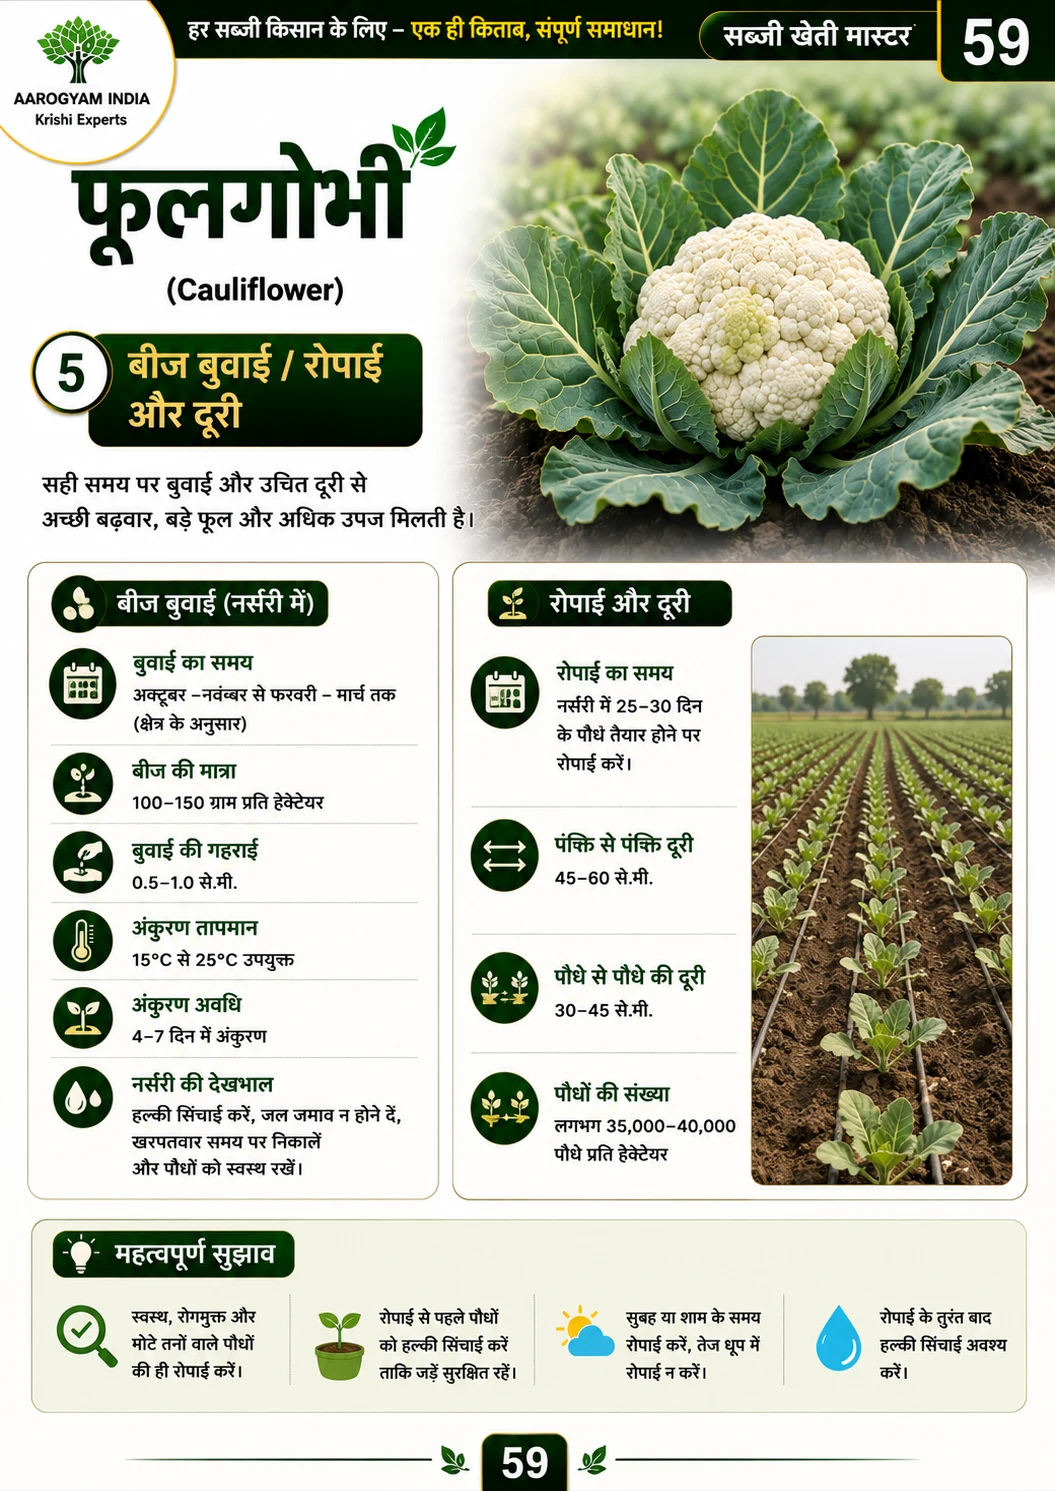 हर सब्जी किसान के लिए – एक ही किताब, संपूर्ण समाधान!
सब्जी खेती मास्टर
59
AAROGYAM INDIA
Krishi Experts
फूलगोभी
(Cauliflower)
5
बीज बुवाई / रोपाई
और दूरी
सही समय पर बुवाई और उचित दूरी से
अच्छी बढ़वार, बड़े फूल और अधिक उपज मिलती है।
बीज बुवाई (नर्सरी में)
बुवाई का समय
अक्टूबर –नवंम्बर से फरवरी – मार्च तक
(क्षेत्र के अनुसार)
बीज की मात्रा
100–150 ग्राम प्रति हेक्टेयर
बुवाई की गहराई
0.5–1.0 से.मी.
अंकुरण तापमान
15°C से 25°C उपयुक्त
अंकुरण अवधि
4–7 दिन में अंकुरण
नर्सरी की देखभाल
हल्की सिंचाई करें, जल जमाव न होने दें,
खरपतवार समय पर निकालें
और पौधों को स्वस्थ रखें।
रोपाई और दूरी
रोपाई का समय
नर्सरी में 25–30 दिन
के पौधे तैयार होने पर
रोपाई करें।
पंक्ति से पंक्ति दूरी
45–60 से.मी.
पौधे से पौधे की दूरी
30–45 से.मी.
पौधों की संख्या
लगभग 35,000–40,000
पौधे प्रति हेक्टेयर
महत्वपूर्ण सुझाव
स्वस्थ, रोगमुक्त और
मोटे तनों वाले पौधों
की ही रोपाई करें।
रोपाई से पहले पौधों
को हल्की सिंचाई करें
ताकि जड़ें सुरक्षित रहें।
सुबह या शाम के समय
रोपाई करें, तेज धूप में
रोपाई न करें।
रोपाई के तुरंत बाद
हल्की सिंचाई अवश्य
करें।
59